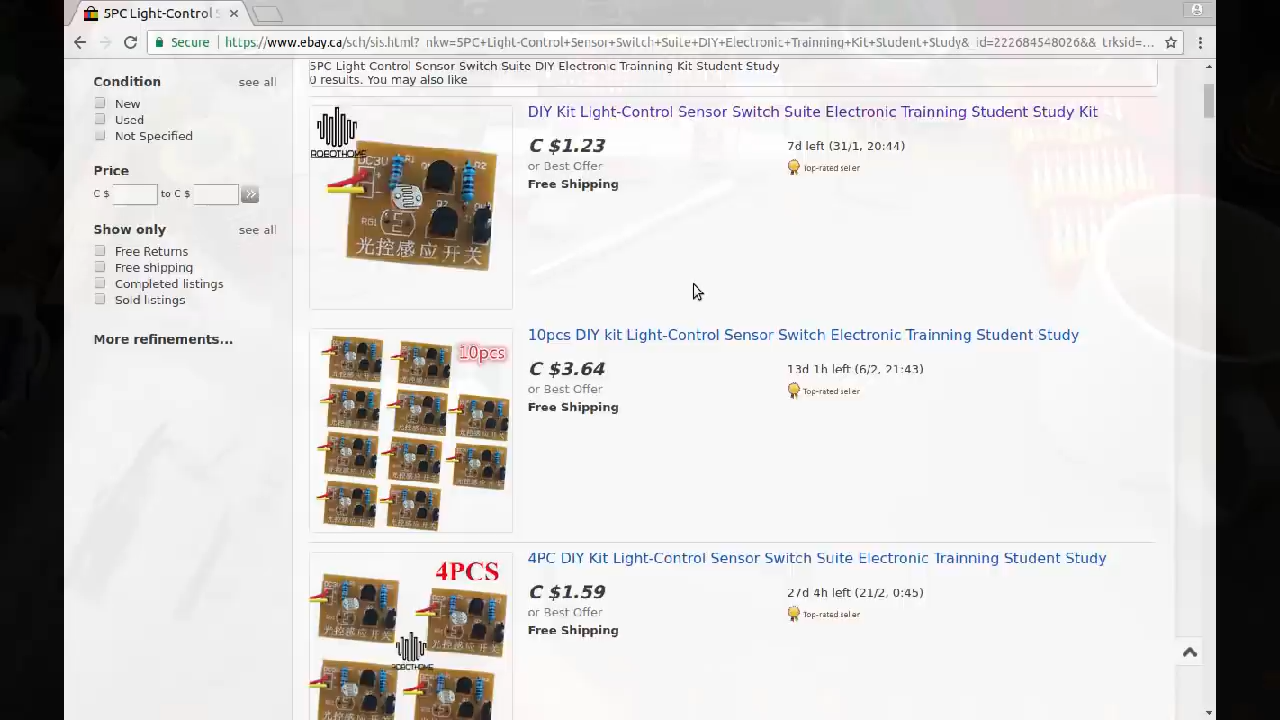 5PC Light-Control S
Secure
https://www.ebay.ca/sch/sis.html?_nkw=5PC+Light-Control+Sensor+Switch+Suite+DIY+Electronic+Trainning+Kit+Student+Study&_id=222684548026&&_trksid=...
Condition
see all
New
Used
Not Specified
Price
C $
to C $
Show only
see all
Free Returns
Free shipping
Completed listings
Sold listings
More refinements...
5PC Light Control Sensor Switch Suite DIY Electronic Trainning Kit Student Study
0 results. You may also like
ROBOTHOME
DC3V
R1
R2
RG1
光控感应开关
DIY Kit Light-Control Sensor Switch Suite Electronic Trainning Student Study Kit
C $1.23
7d left (31/1, 20:44)
or Best Offer
Top-rated seller
Free Shipping
10pcs
10pcs DIY kit Light-Control Sensor Switch Electronic Trainning Student Study
C $3.64
13d 1h left (6/2, 21:43)
or Best Offer
Top-rated seller
Free Shipping
4PCS
ROBOTHOME
4PC DIY Kit Light-Control Sensor Switch Suite Electronic Trainning Student Study
C $1.59
27d 4h left (21/2, 0:45)
or Best Offer
Top-rated seller
Free Shipping